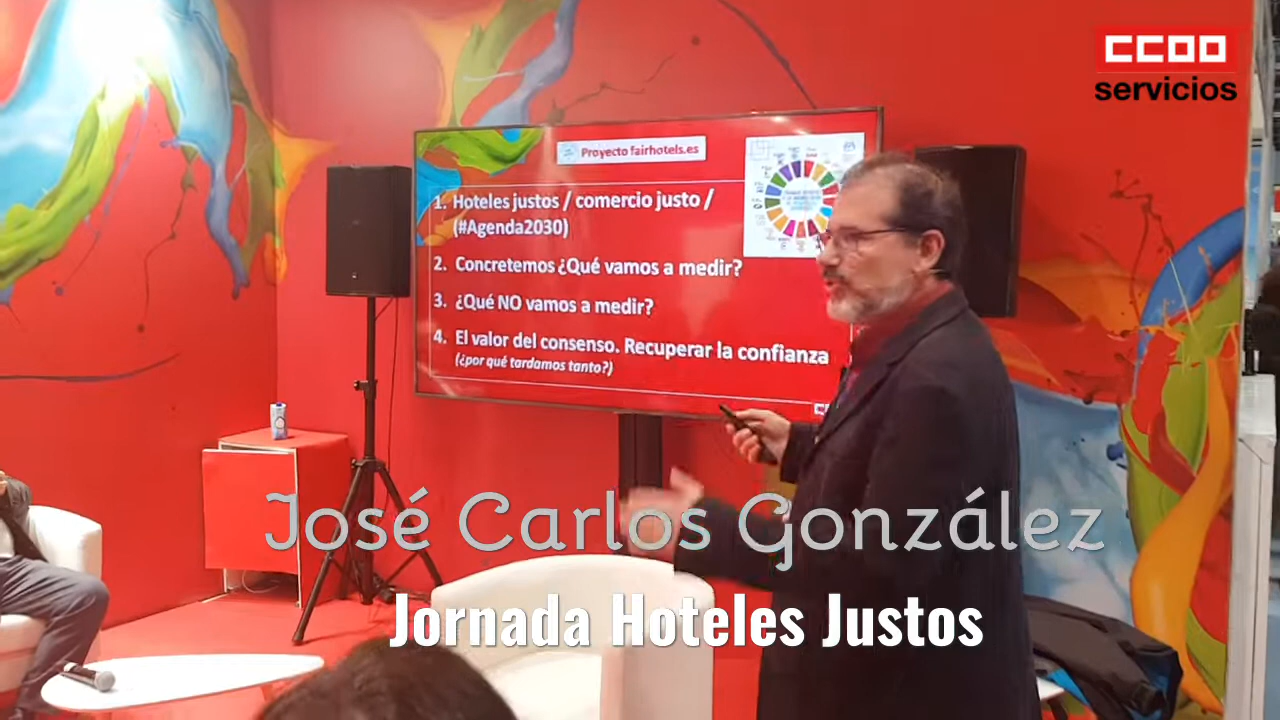 CCOO
servicios
Proyecto fairhotels.es
1. Hoteles justos / comercio justo /
(#Agenda2030)
2. Concretemos ¿Qué vamos a medir?
3. ¿Qué NO vamos a medir?
4. El valor del consenso. Recuperar la confianza
(¿por qué tardamos tanto?)
José Carlos González
Jornada Hoteles Justos